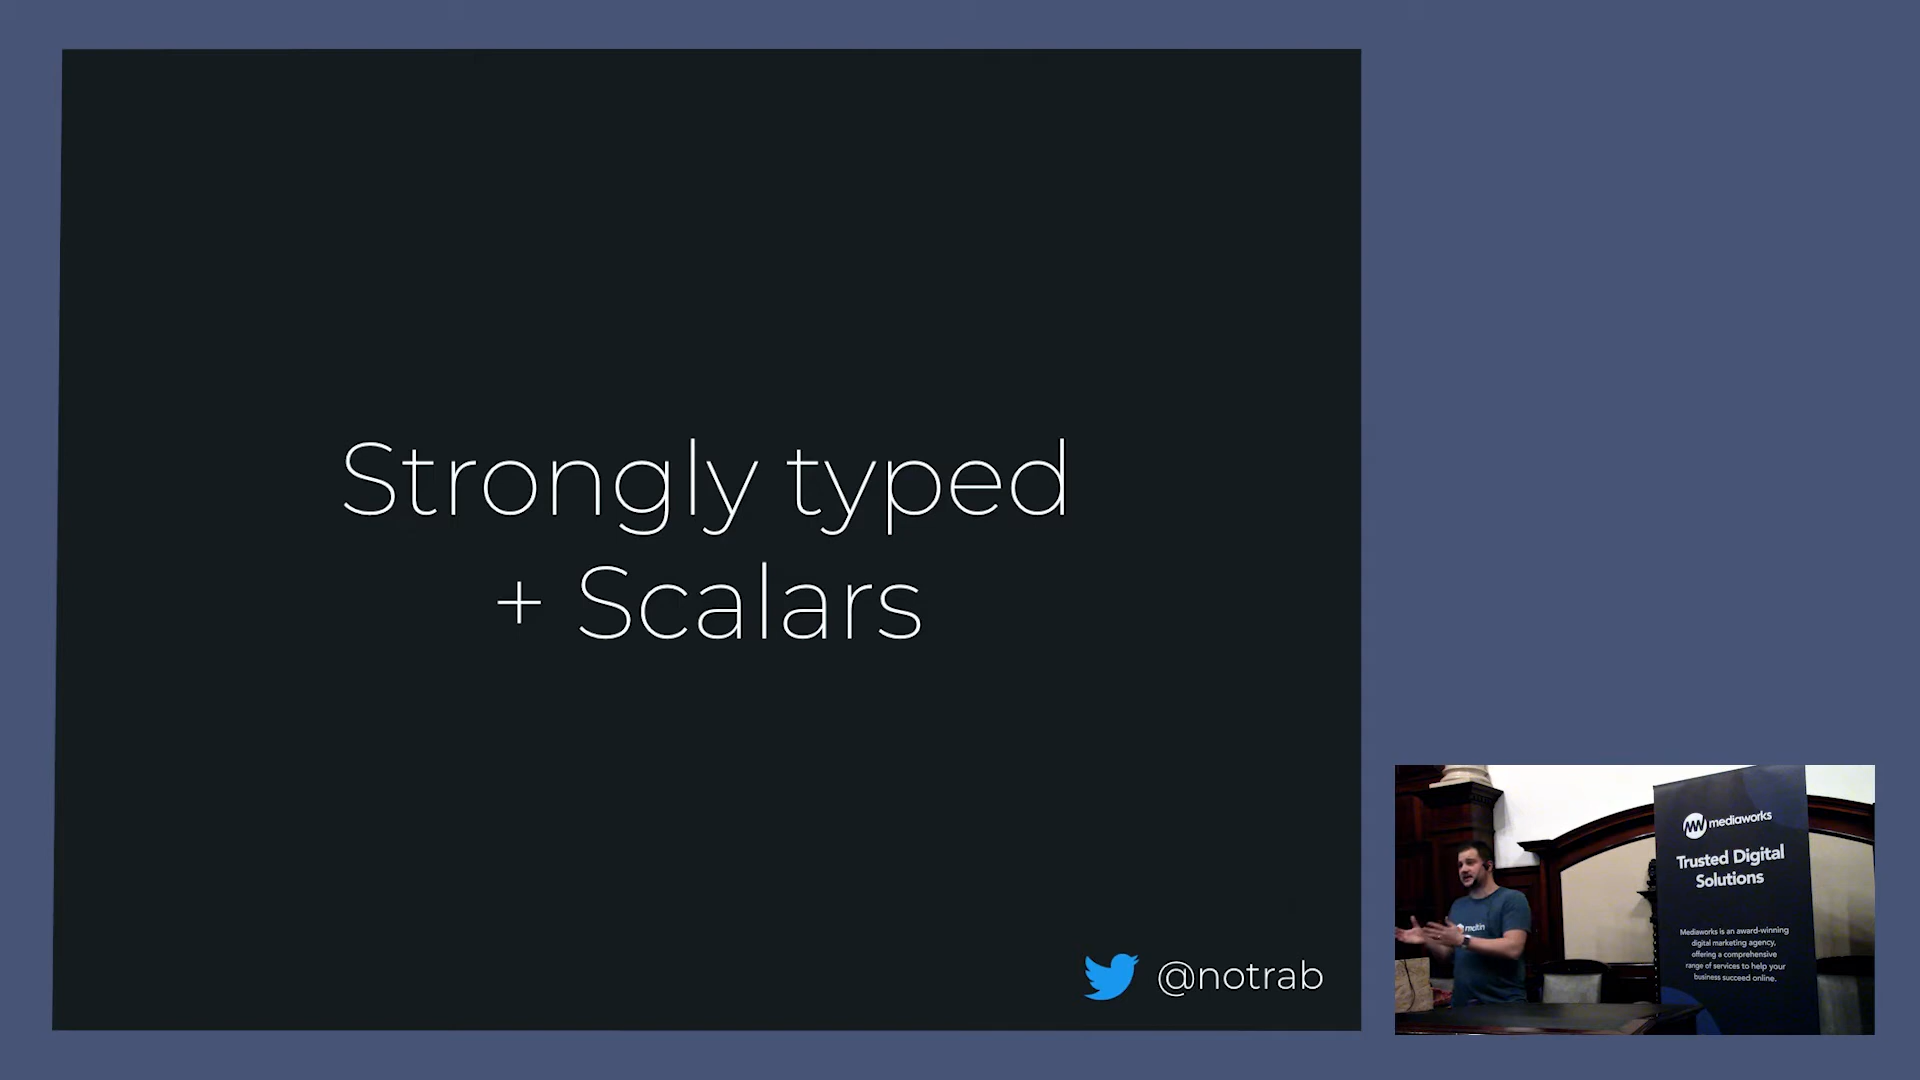 Strongly typed
+ Scalars
@notrab
mediaworks
Trusted Digital
Solutions
Mediaworks is an award-winning
digital marketing agency,
offering a comprehensive
range of services to help your
business succeed online.